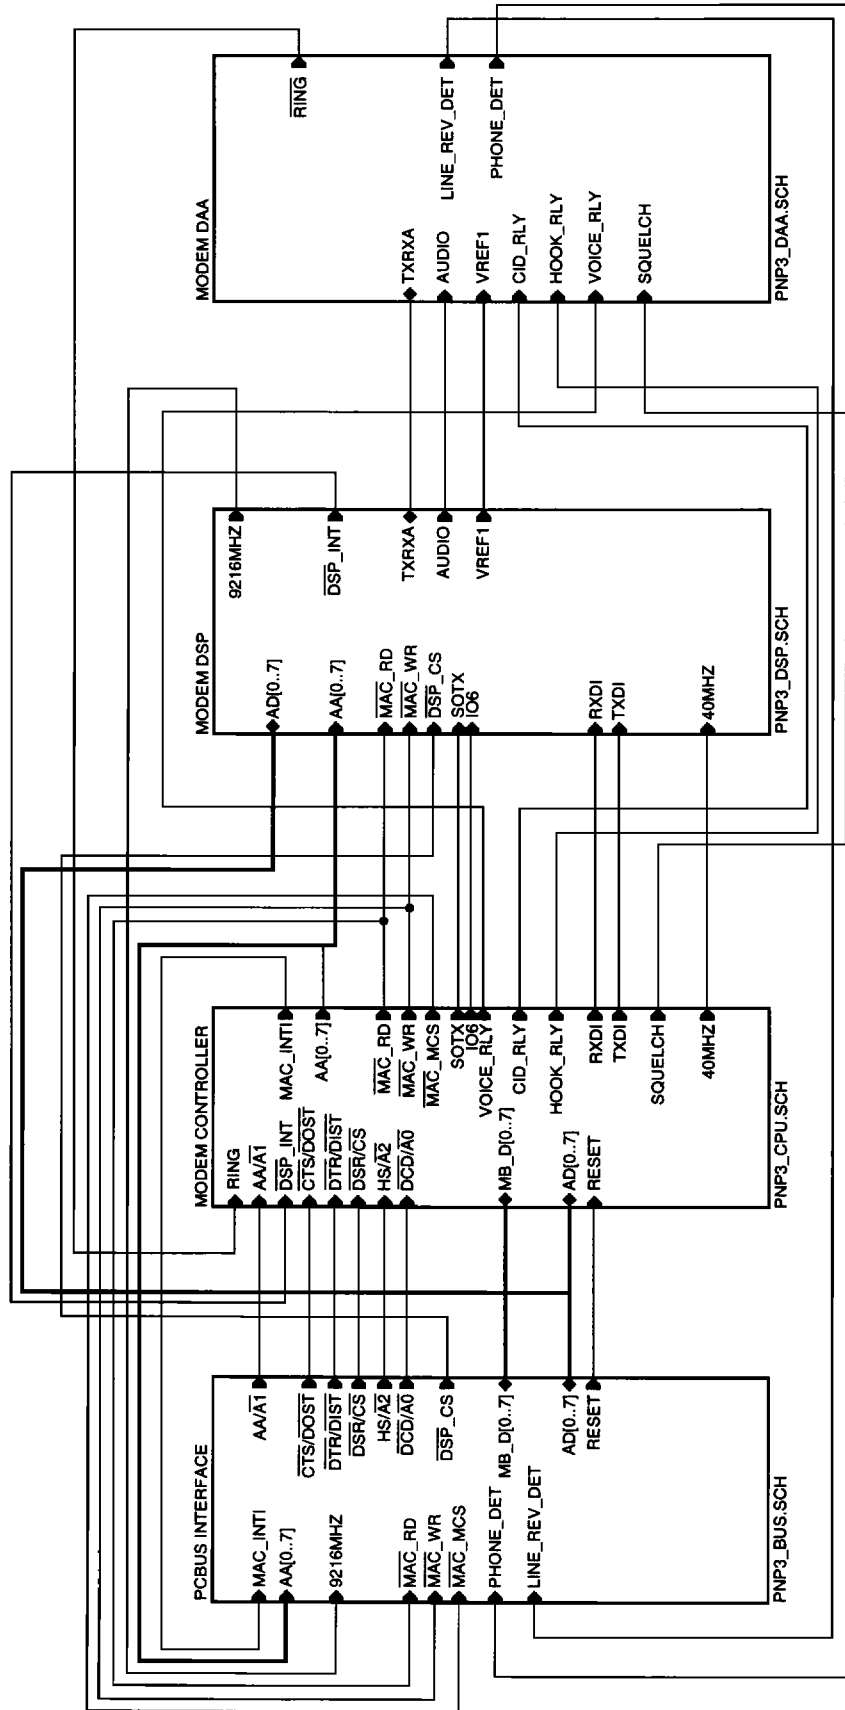 PCBUS INTERFACE
MAC_INTI
AA[0..7]
9216MHZ
MAC_RD
MAC_WR
MAC_MCS
PHONE_DET
LINE_REV_DET
AA/A1
CTS/DOST
DTR/DIST
DSR/CS
HS/A2
DCD/A0
DSP_CS
MB_D[0..7]
AD[0..7]
RESET
PNP3_BUS.SCH
MODEM CONTROLLER
RING
AA/A1
DSP_INT
CTS/DOST
DTR/DIST
DSR/CS
HS/A2
DCD/A0
MB_D[0..7]
AD[0..7]
RESET
MAC_INTI
AA[0..7]
MAC_RD
MAC_WR
MAC_MCS
SOTX
IO6
VOICE_RLY
CID_RLY
HOOK_RLY
RXDI
TXDI
SQUELCH
40MHZ
PNP3_CPU.SCH
MODEM DSP
AD[0..7]
AA[0..7]
MAC_RD
MAC_WR
DSP_CS
SOTX
IO6
RXDI
TXDI
40MHZ
9216MHZ
DSP_INT
TXRXA
AUDIO
VREF1
PNP3_DSP.SCH
MODEM DAA
TXRXA
AUDIO
VREF1
CID_RLY
HOOK_RLY
VOICE_RLY
SQUELCH
RING
LINE_REV_DET
PHONE_DET
PNP3_DAA.SCH